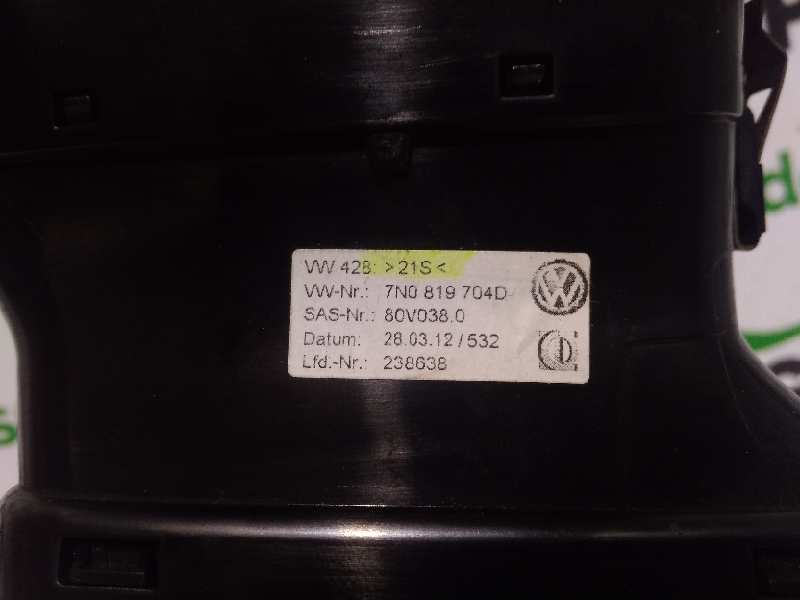 VW 428: >21S<
VW-Nr.: 7N0 819 704D
SAS-Nr.: 80V038.0
Datum: 28.03.12/532
Lfd.-Nr.: 238638